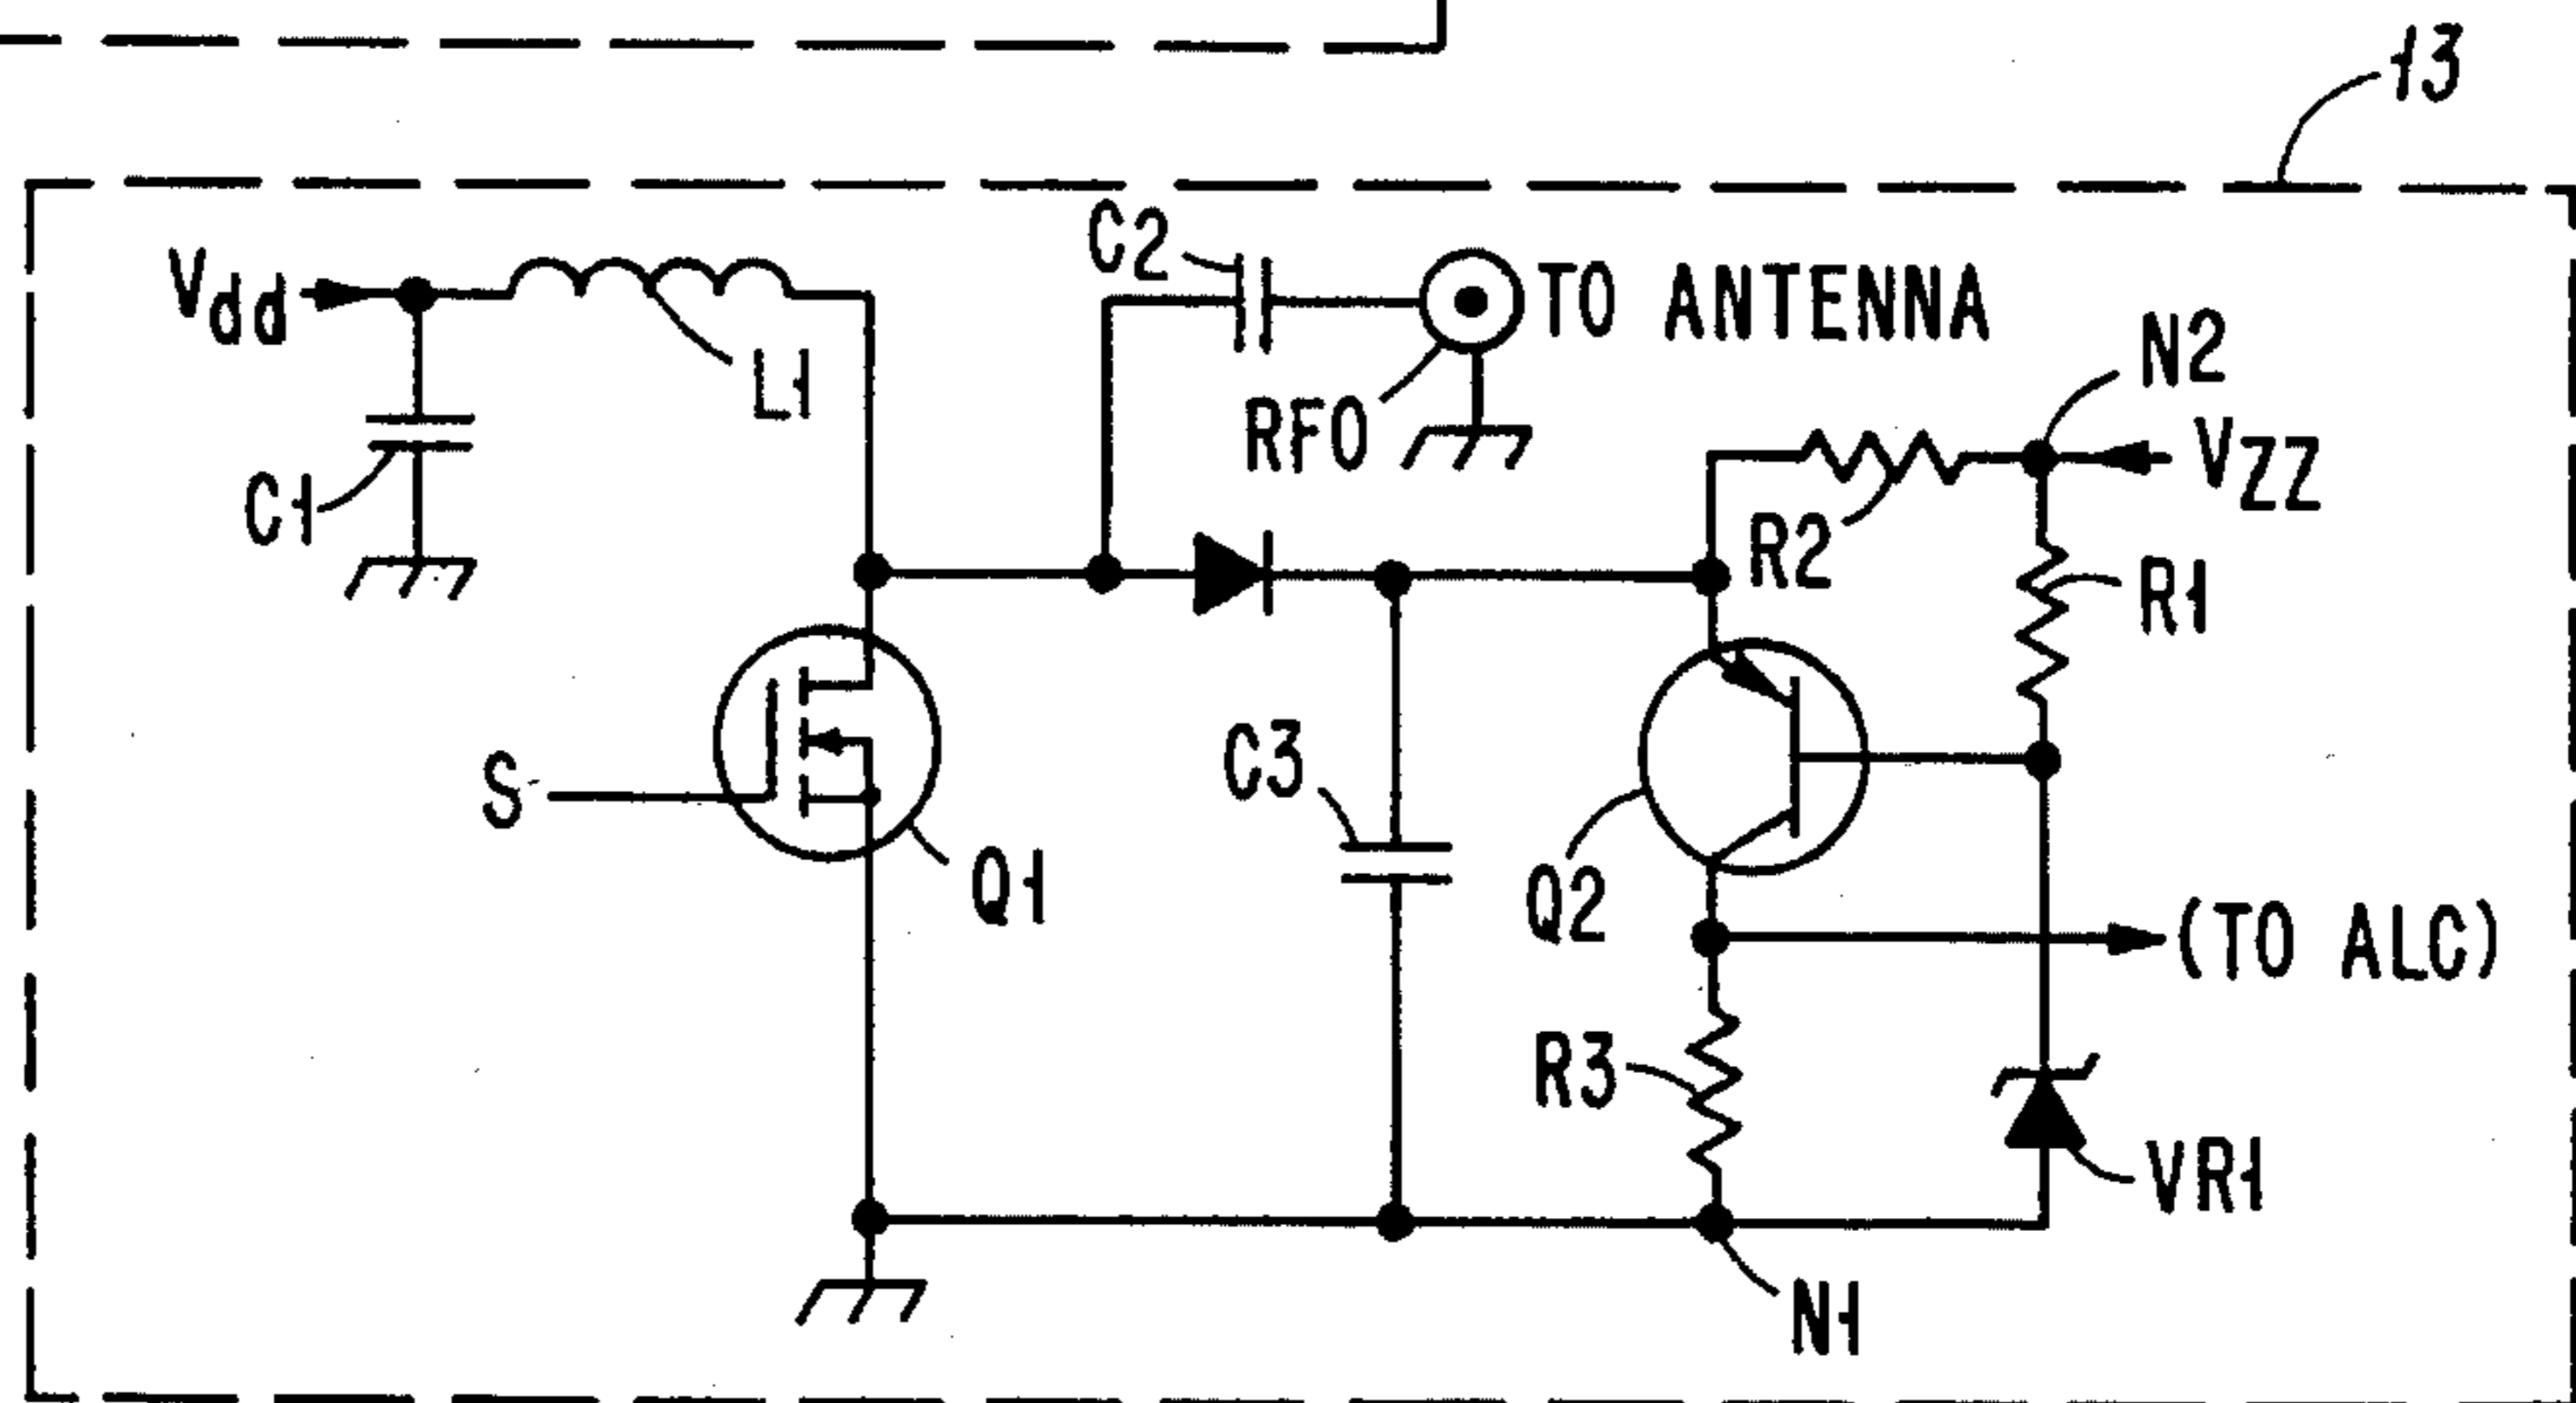 13
Vdd
L1
C1
C2
TO ANTENNA
RFO
N2
VZZ
R2
R1
S
Q1
C3
Q2
(TO ALC)
R3
VR1
N1